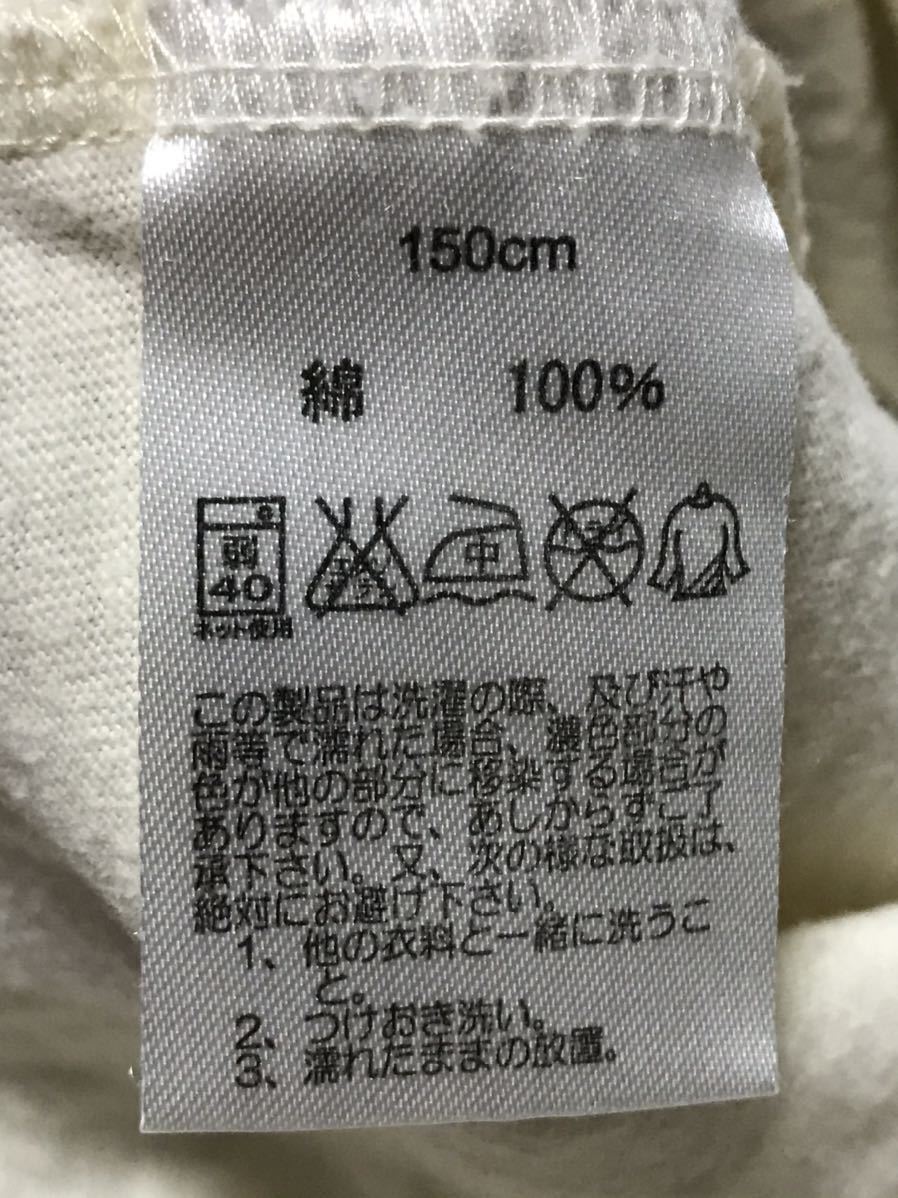 150cm
綿 100%
弱
40
中
ネット使用
この製品は洗濯の際、及び汗や
雨等で濡れた場合、濃色部分の
色が他の部分に移染する場合が
ありますので、あしからずご了
承下さい。又、次の様な取扱は、
絶対にお避け下さい。
1、他の衣料と一緒に洗うこ
と。
2、つけおき洗い。
3、濡れたままの放置。